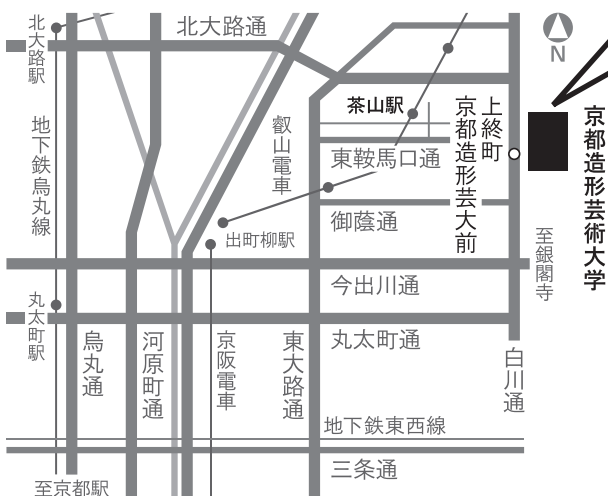 北大路駅
北大路通
N
茶山駅
上終町
京都造形芸大前
京都造形芸術大学
地下鉄烏丸線
叡山電車
東鞍馬口通
御蔭通
出町柳駅
至銀閣寺
今出川通
丸太町駅
丸太町通
烏丸通
河原町通
京阪電車
東大路通
白川通
地下鉄東西線
三条通
至京都駅